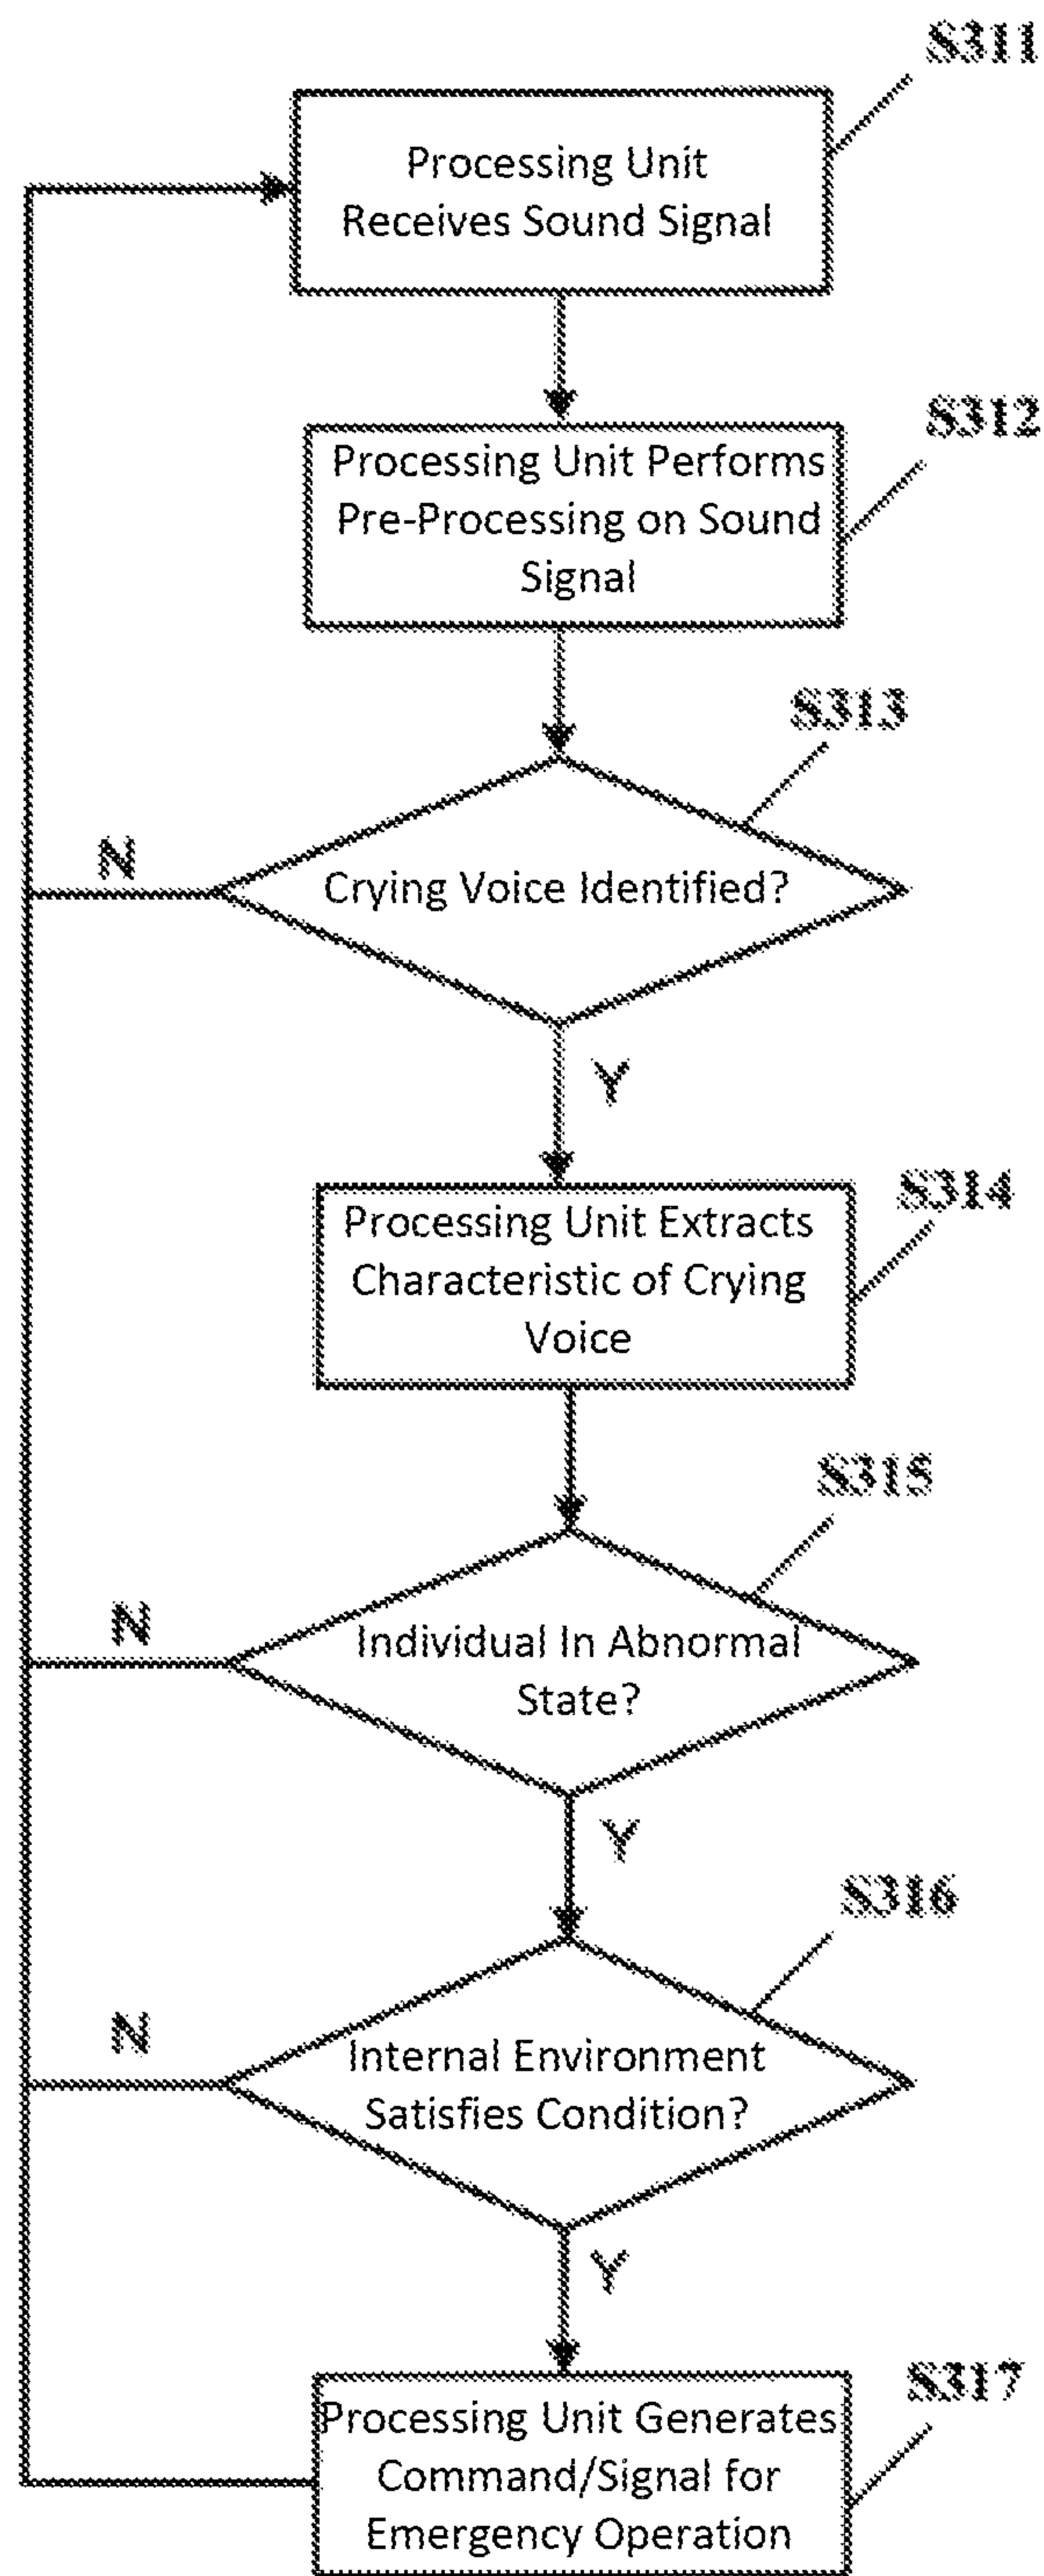 S311
Processing Unit
Receives Sound Signal
S312
Processing Unit Performs
Pre-Processing on Sound
Signal
S313
N
Crying Voice Identified?
Y
S314
Processing Unit Extracts
Characteristic of Crying
Voice
S315
N
Individual In Abnormal
State?
Y
S316
N
Internal Environment
Satisfies Condition?
Y
S317
Processing Unit Generates
Command/Signal for
Emergency Operation